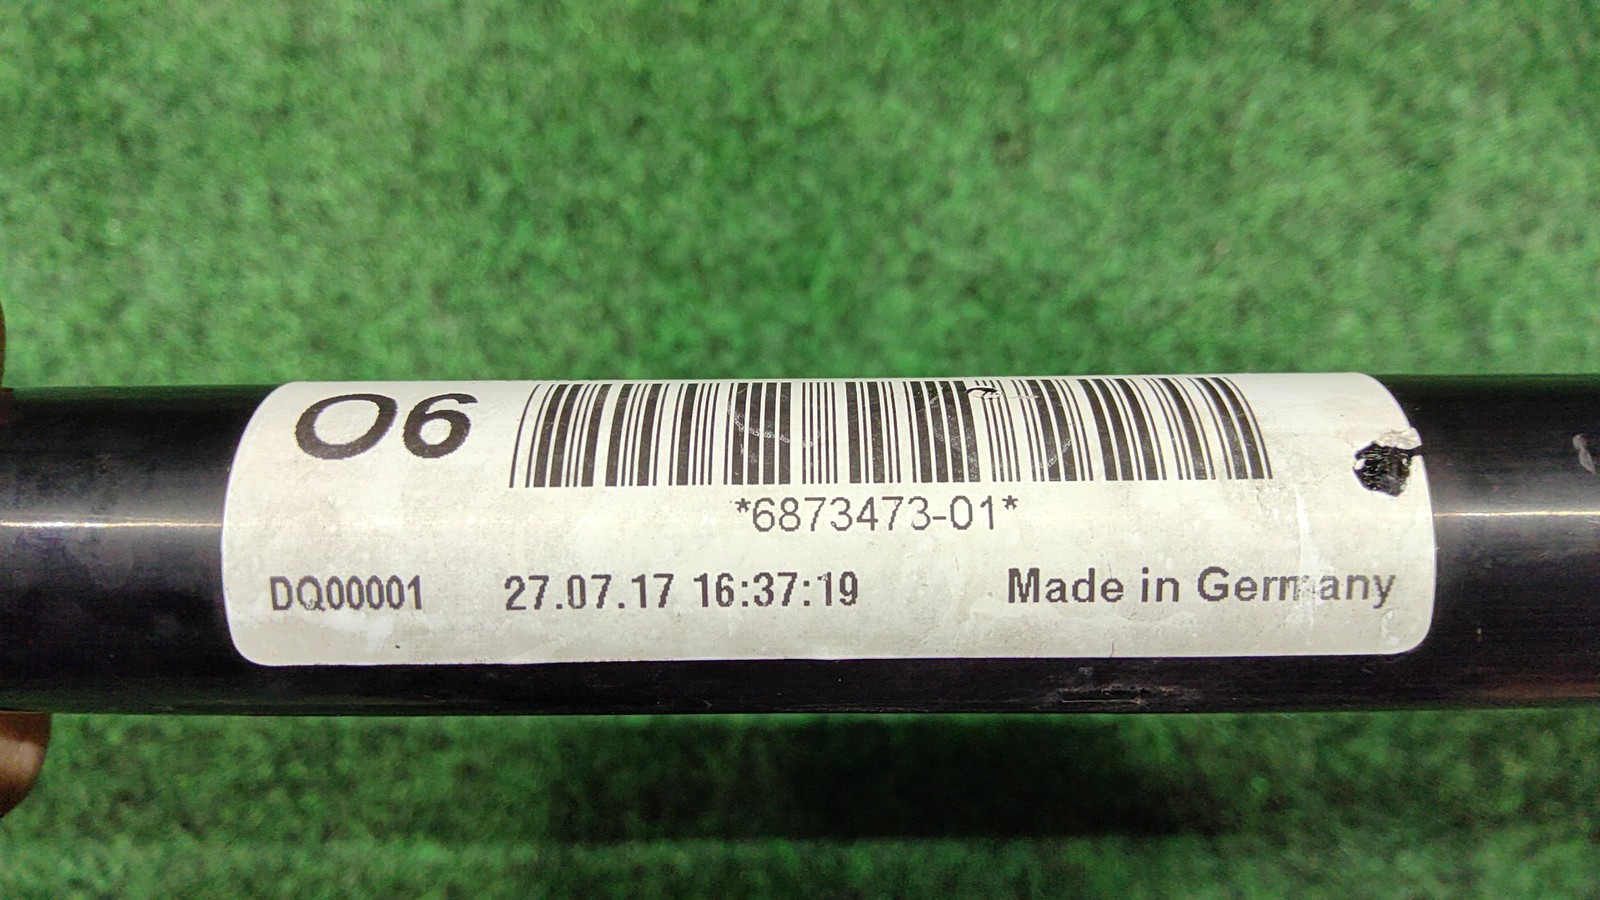 O6
*6873473-01*
DQ00001 27.07.17 16:37:19 Made in Germany